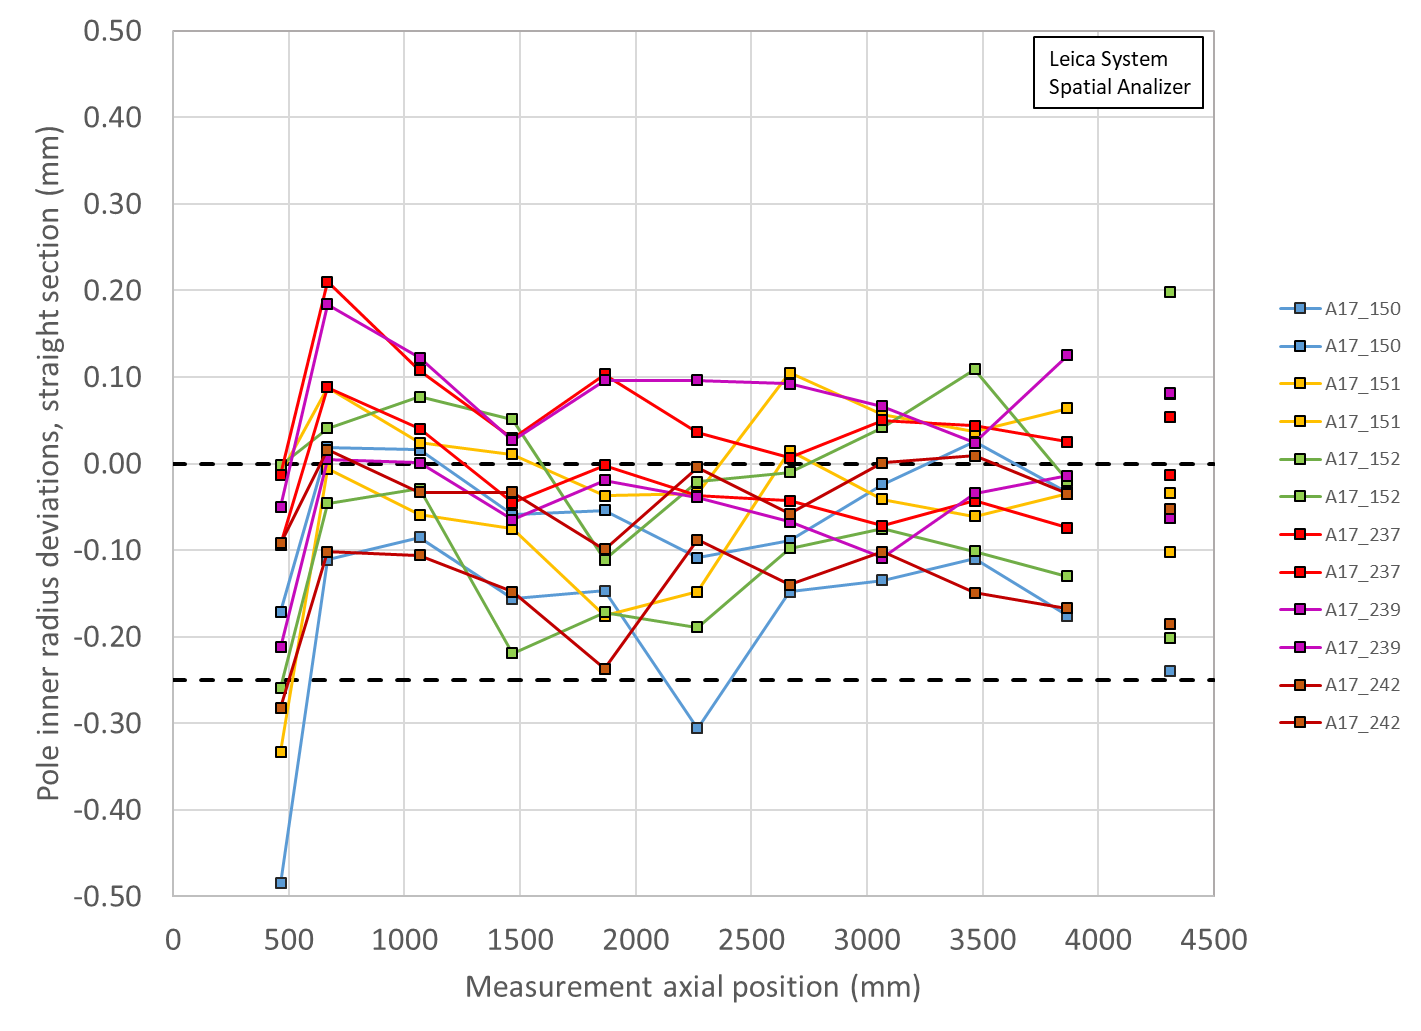 Pole inner radius deviations, straight section (mm)
0.50
0.40
0.30
0.20
0.10
0.00
-0.10
-0.20
-0.30
-0.40
-0.50
Leica System
Spatial Analizer
A17_150
A17_150
A17_151
A17_151
A17_152
A17_152
A17_237
A17_237
A17_239
A17_239
A17_242
A17_242
0 500 1000 1500 2000 2500 3000 3500 4000 4500
Measurement axial position (mm)